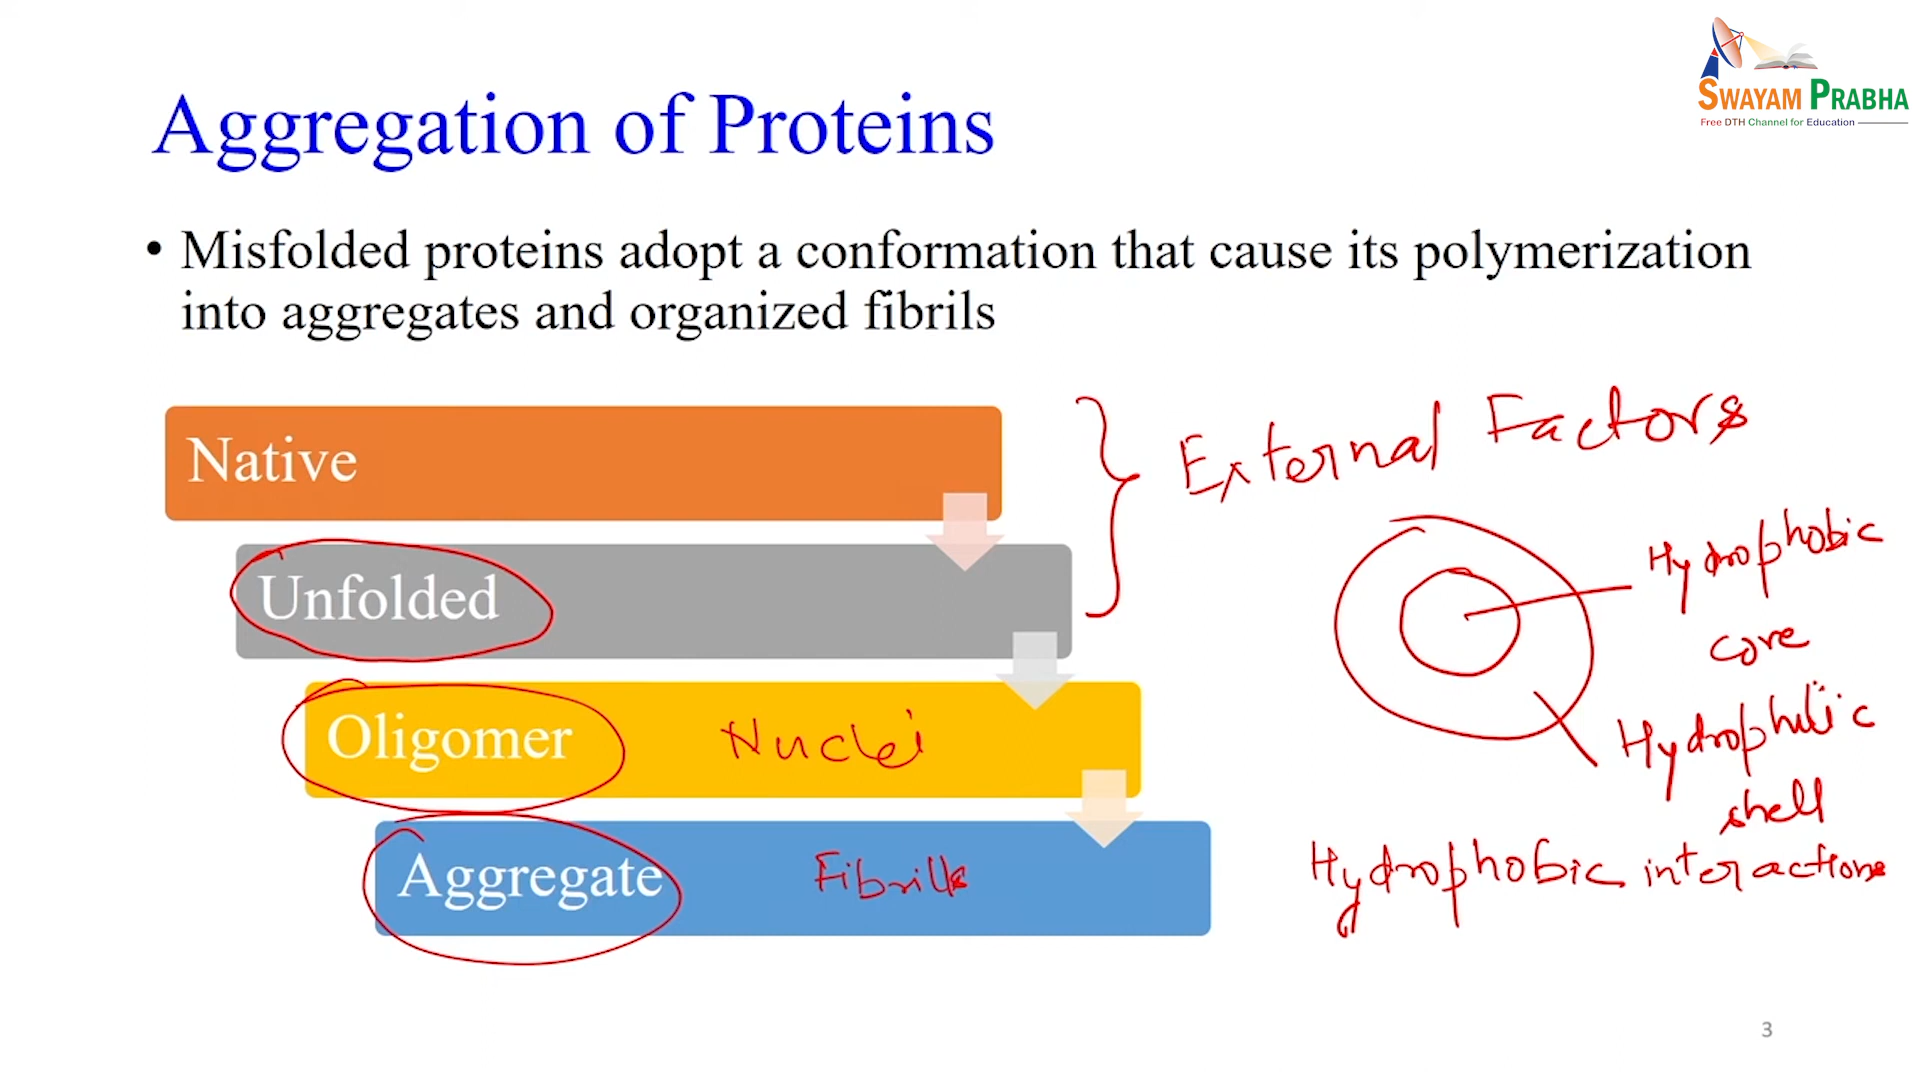 SWAYAM PRABHA
Free DTH Channel for Education
Aggregation of Proteins
• Misfolded proteins adopt a conformation that cause its polymerization
into aggregates and organized fibrils
Native
External Factors
Unfolded
Hydrophobic
core
Oligomer Nuclei
Hydrophilic
shell
Aggregate Fibrils
Hydrophobic interactions
3